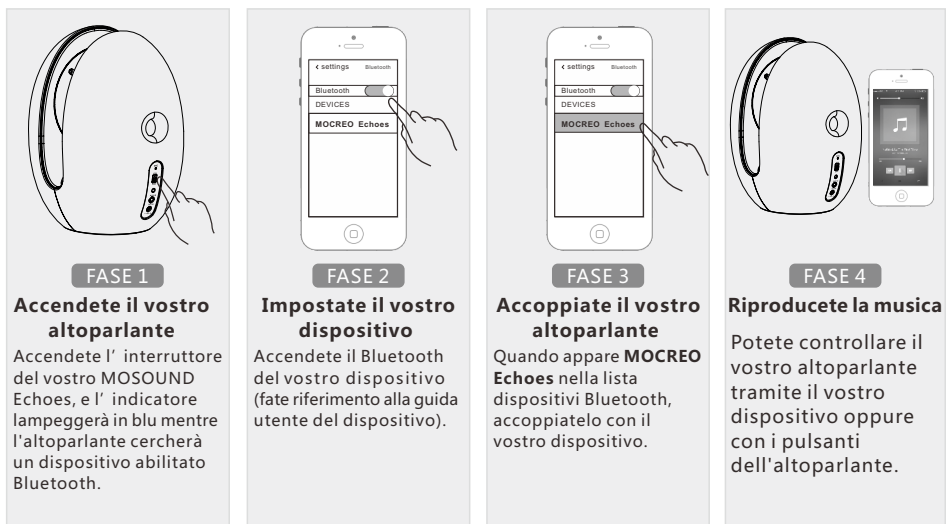 settings Bluetooth
Bluetooth
DEVICES
MOCREO Echoes
FASE 1
Accendete il vostro
altoparlante
Accendete l' interruttore
del vostro MOSOUND
Echoes, e l' indicatore
lampeggerà in blu mentre
l'altoparlante cercherà
un dispositivo abilitato
Bluetooth.
FASE 2
Impostate il vostro
dispositivo
Accendete il Bluetooth
del vostro dispositivo
(fate riferimento alla guida
utente del dispositivo).
settings Bluetooth
Bluetooth
DEVICES
MOCREO Echoes
FASE 3
Accoppiate il vostro
altoparlante
Quando appare MOCREO
Echoes nella lista
dispositivi Bluetooth,
accoppiatelo con il
vostro dispositivo.
FASE 4
Riproducete la musica
Potete controllare il
vostro altoparlante
tramite il vostro
dispositivo oppure
con i pulsanti
dell'altoparlante.